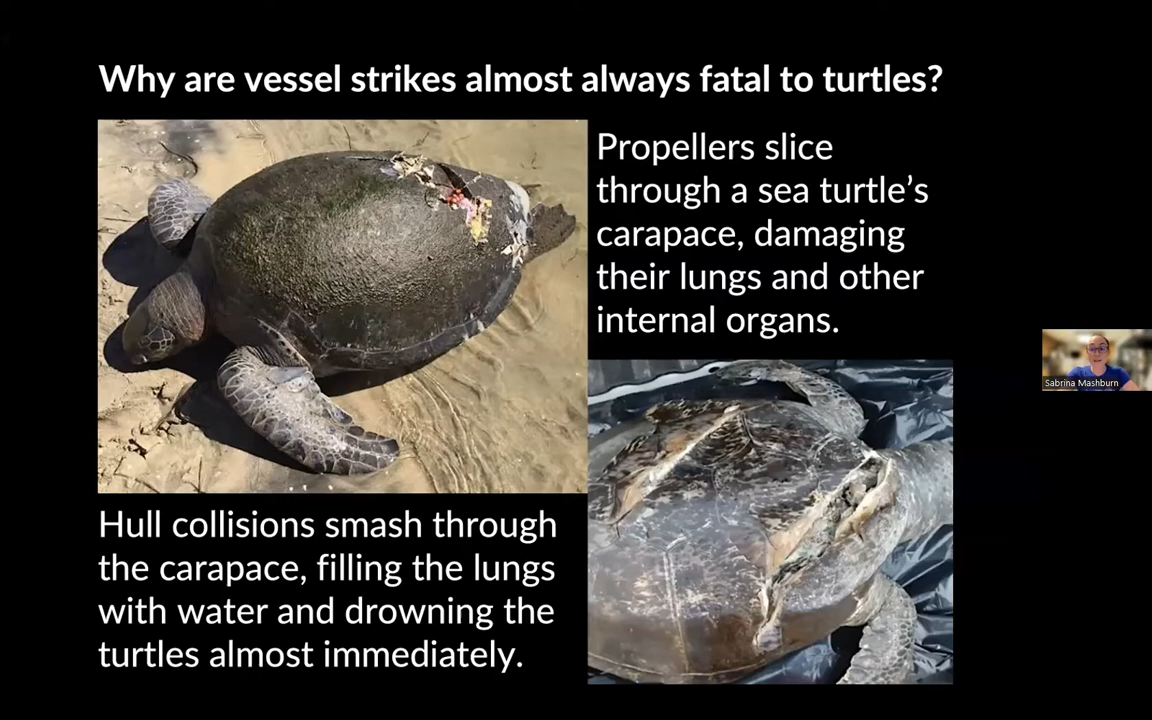 Why are vessel strikes almost always fatal to turtles?
Propellers slice
through a sea turtle’s
carapace, damaging
their lungs and other
internal organs.
Hull collisions smash through
the carapace, filling the lungs
with water and drowning the
turtles almost immediately.
Sabrina Mashburn